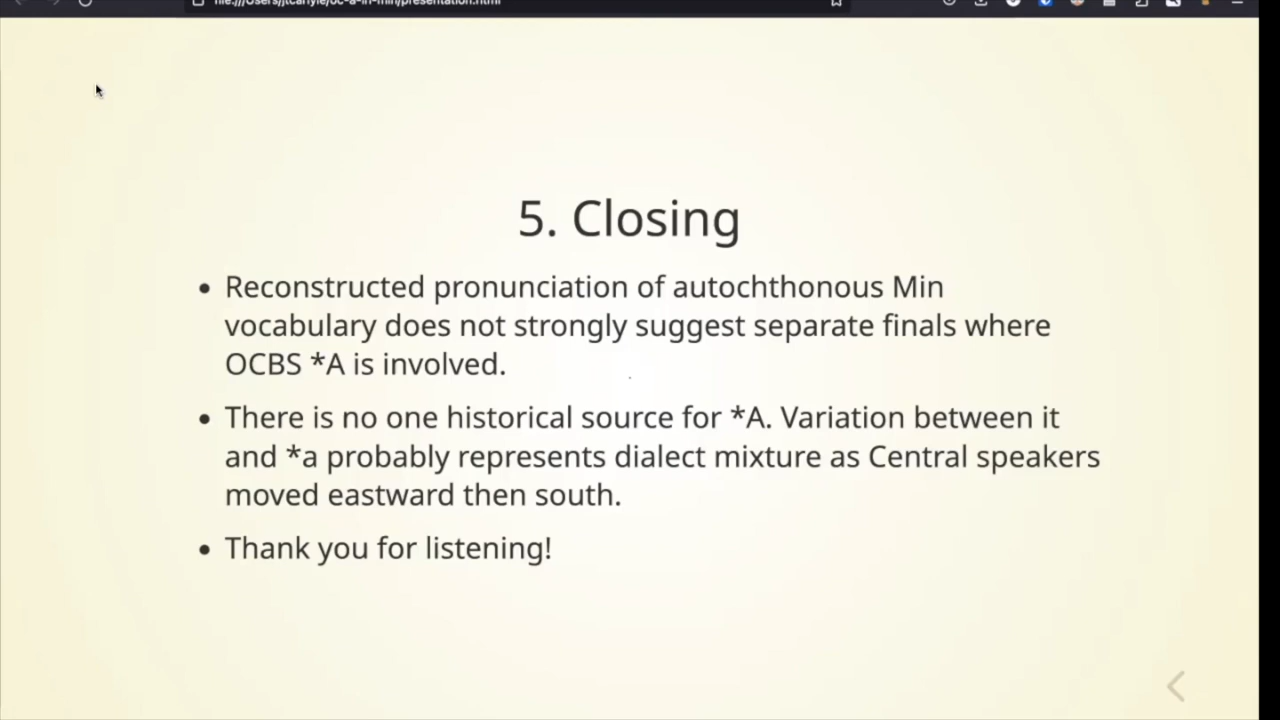 5. Closing
• Reconstructed pronunciation of autochthonous Min
vocabulary does not strongly suggest separate finals where
OCBS *A is involved.
• There is no one historical source for *A. Variation between it
and *a probably represents dialect mixture as Central speakers
moved eastward then south.
• Thank you for listening!